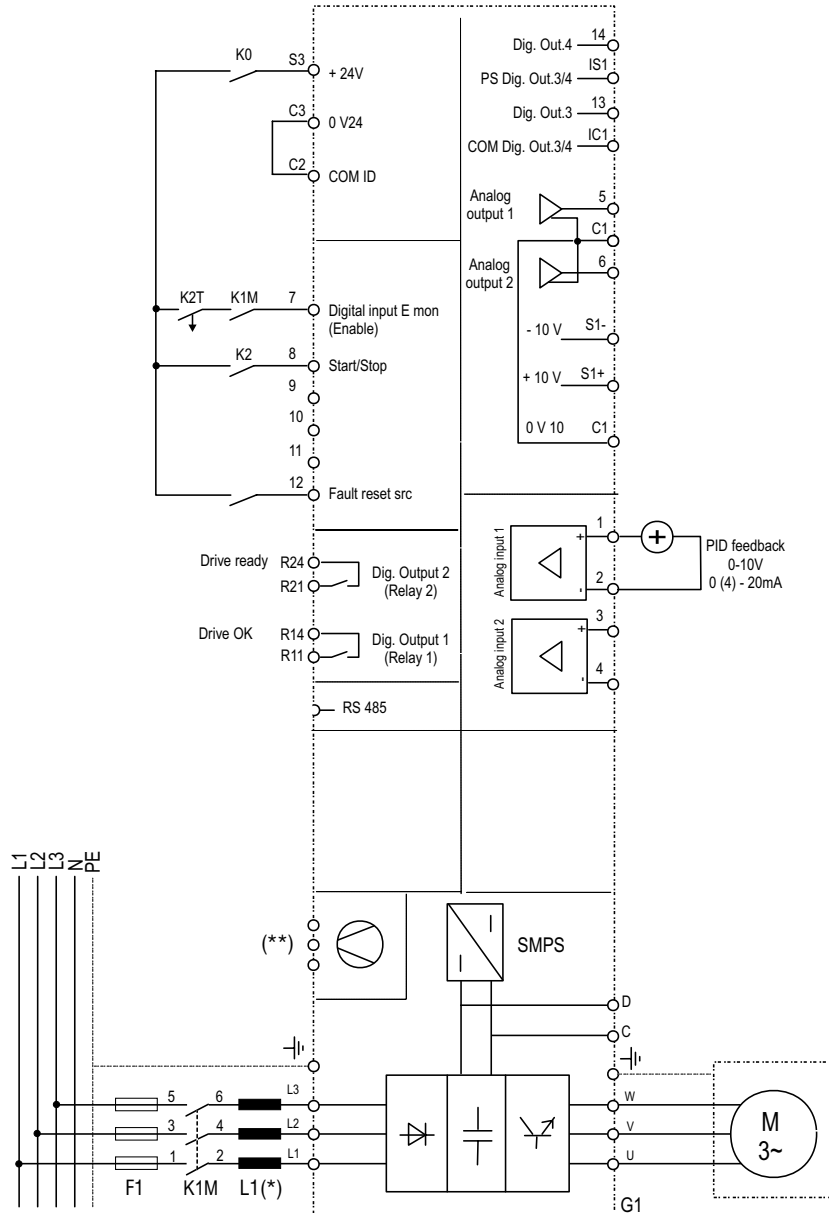 K0
S3
+ 24V
C3
0 V24
C2
COM ID
Dig. Out.4
14
PS Dig. Out.3/4
IS1
Dig. Out.3
13
COM Dig. Out.3/4
IC1
Analog
output 1
5
C1
Analog
output 2
6
- 10 V
S1-
+ 10 V
S1+
0 V 10
C1
K2T
K1M
7
Digital input E mon
(Enable)
K2
8
Start/Stop
9
10
11
12
Fault reset src
Drive ready
R24
R21
Dig. Output 2
(Relay 2)
Drive OK
R14
R11
Dig. Output 1
(Relay 1)
RS 485
Analog input 1
+
-
1
2
+
PID feedback
0-10V
0 (4) - 20mA
Analog input 2
+
-
3
4
L1
L2
L3
N
PE
(**)
SMPS
D
C
5
6
L3
3
4
L2
1
2
L1
F1
K1M
L1(*)
W
V
U
M
3~
G1